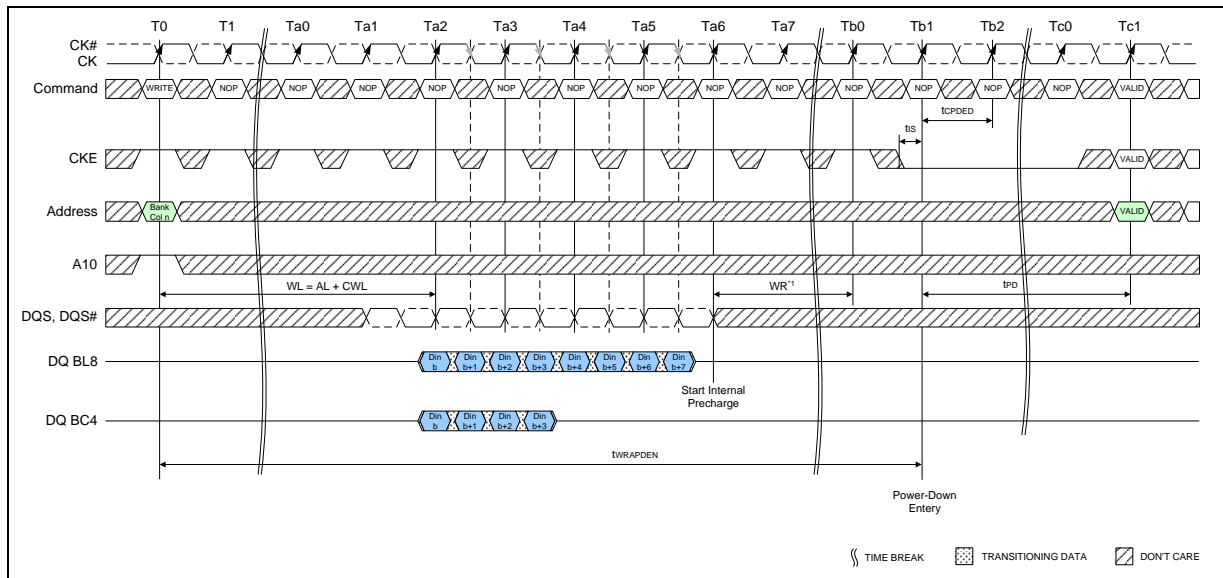 T0 T1 Ta0 Ta1 Ta2 Ta3 Ta4 Ta5 Ta6 Ta7 Tb0 Tb1 Tb2 Tc0 Tc1
CK#
CK
Command WRITE NOP NOP NOP NOP NOP NOP NOP NOP NOP NOP NOP NOP NOP VALID
tCPDED
tIS
CKE VALID
Address Bank Col n VALID
A10
WL = AL + CWL WR*1 tPD
DQS, DQS#
DQ BL8 Din b Din b+1 Din b+2 Din b+3 Din b+4 Din b+5 Din b+6 Din b+7
Start Internal
Precharge
DQ BC4 Din b Din b+1 Din b+2 Din b+3
tWRAPDEN
Power-Down
Entery
TIME BREAK TRANSITIONING DATA DON'T CARE